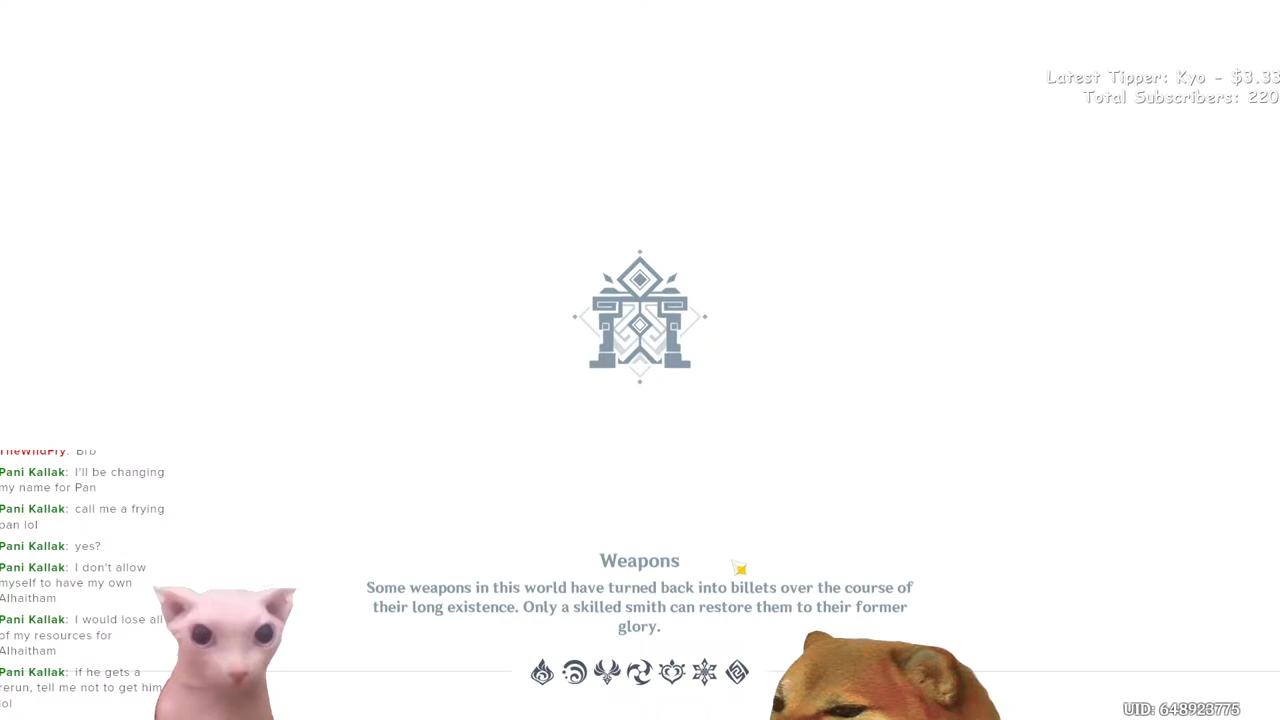 Latest Tipper: Kyo - $3.33
Total Subscribers: 220
TheWildFry: Brb
Pani Kallak: I'll be changing
my name for Pan
Pani Kallak: call me a frying
pan lol
Pani Kallak: yes?
Pani Kallak: I don't allow
myself to have my own
Alhaitham
Pani Kallak: I would lose all
of my resources for
Alhaitham
Pani Kallak: if he gets a
rerun, tell me not to get him
lol
Weapons
Some weapons in this world have turned back into billets over the course of
their long existence. Only a skilled smith can restore them to their former
glory.
UID: 648923775